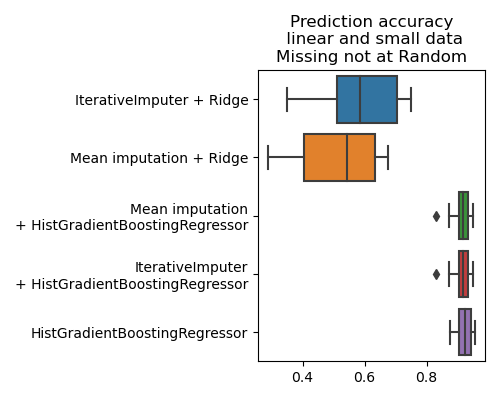 Prediction accuracy
linear and small data
Missing not at Random
IterativeImputer + Ridge
Mean imputation + Ridge
Mean imputation
+ HistGradientBoostingRegressor
IterativeImputer
+ HistGradientBoostingRegressor
HistGradientBoostingRegressor
0.4 0.6 0.8